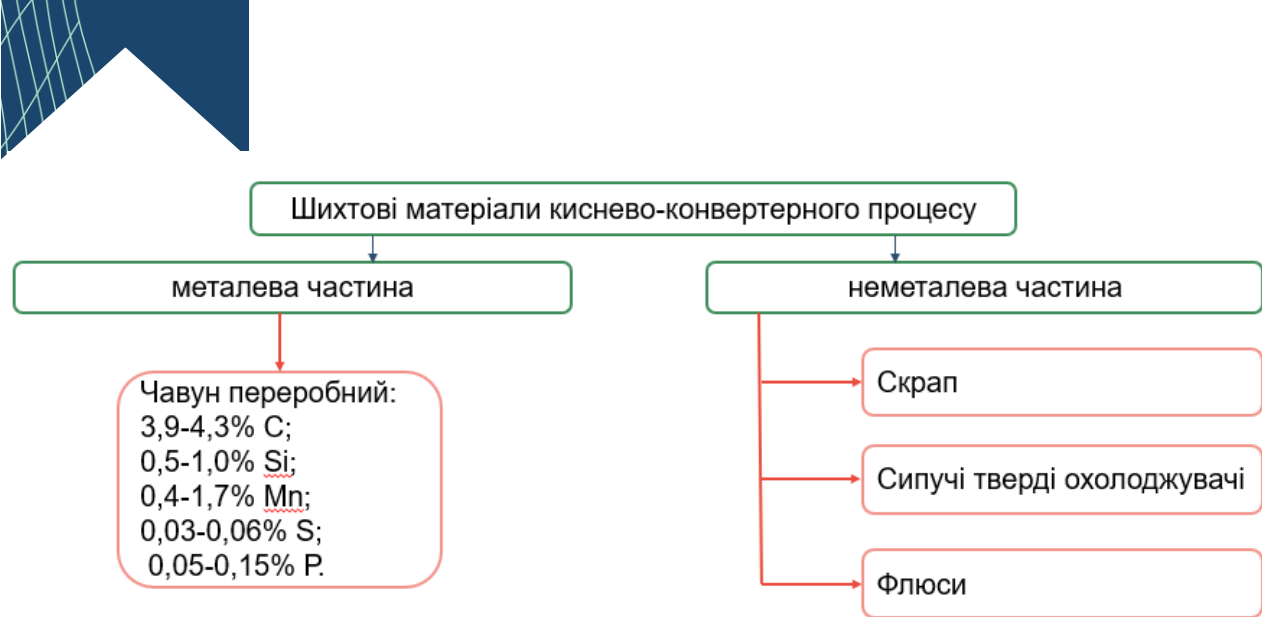 Шихтові матеріали киснево-конвертерного процесу
металева частина
неметалева частина
Чавун переробний:
3,9-4,3% C;
0,5-1,0% Si;
0,4-1,7% Mn;
0,03-0,06% S;
0,05-0,15% P.
Скрап
Сипучі тверді охолоджувачі
Флюси